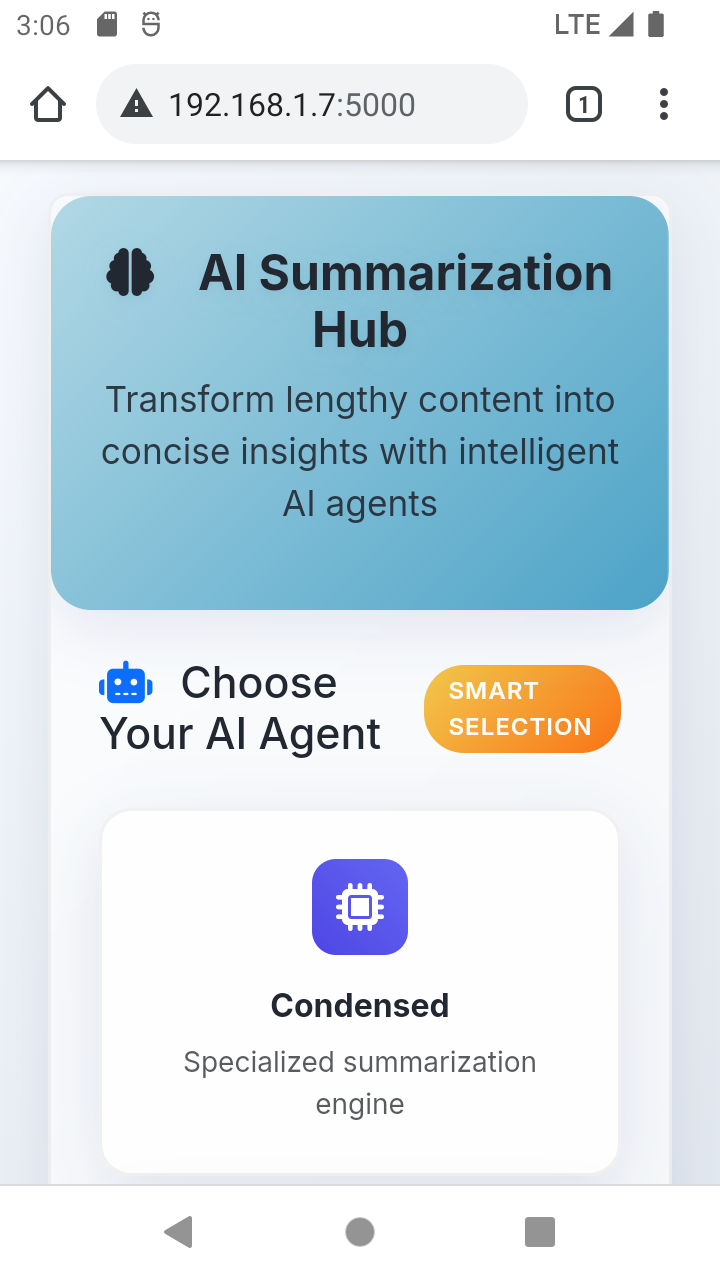 3:06
LTE
192.168.1.7:5000
1
AI Summarization
Hub
Transform lengthy content into
concise insights with intelligent
AI agents
Choose
Your AI Agent
SMART
SELECTION
Condensed
Specialized summarization
engine